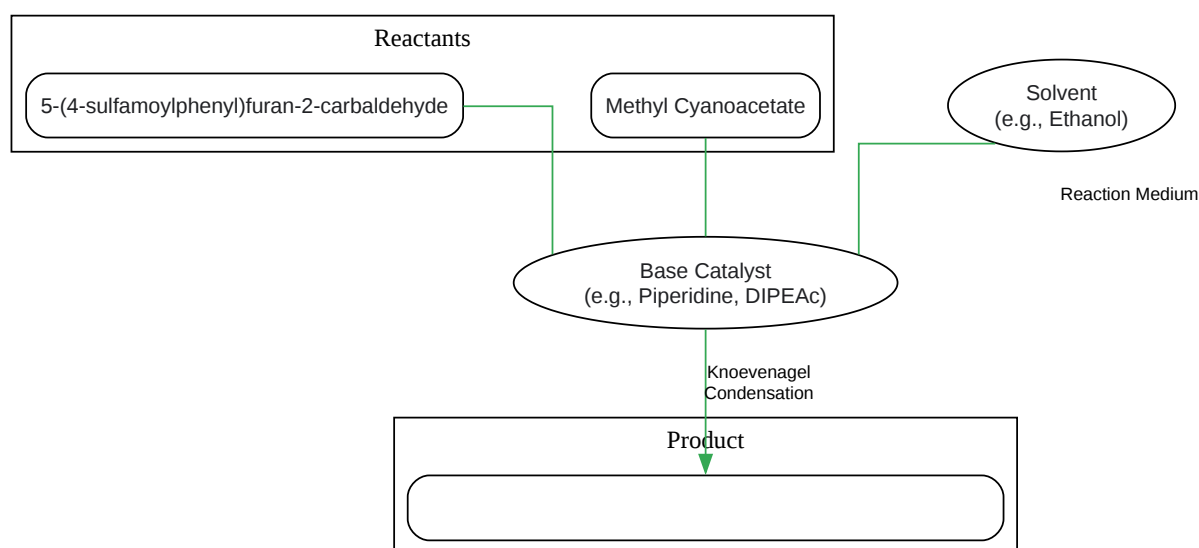 Reactants
5-(4-sulfamoylphenyl)furan-2-carbaldehyde
Methyl Cyanoacetate
Solvent
(e.g., Ethanol)
Reaction Medium
Base Catalyst
(e.g., Piperidine, DIPEAc)
Knoevenagel
Condensation
Product